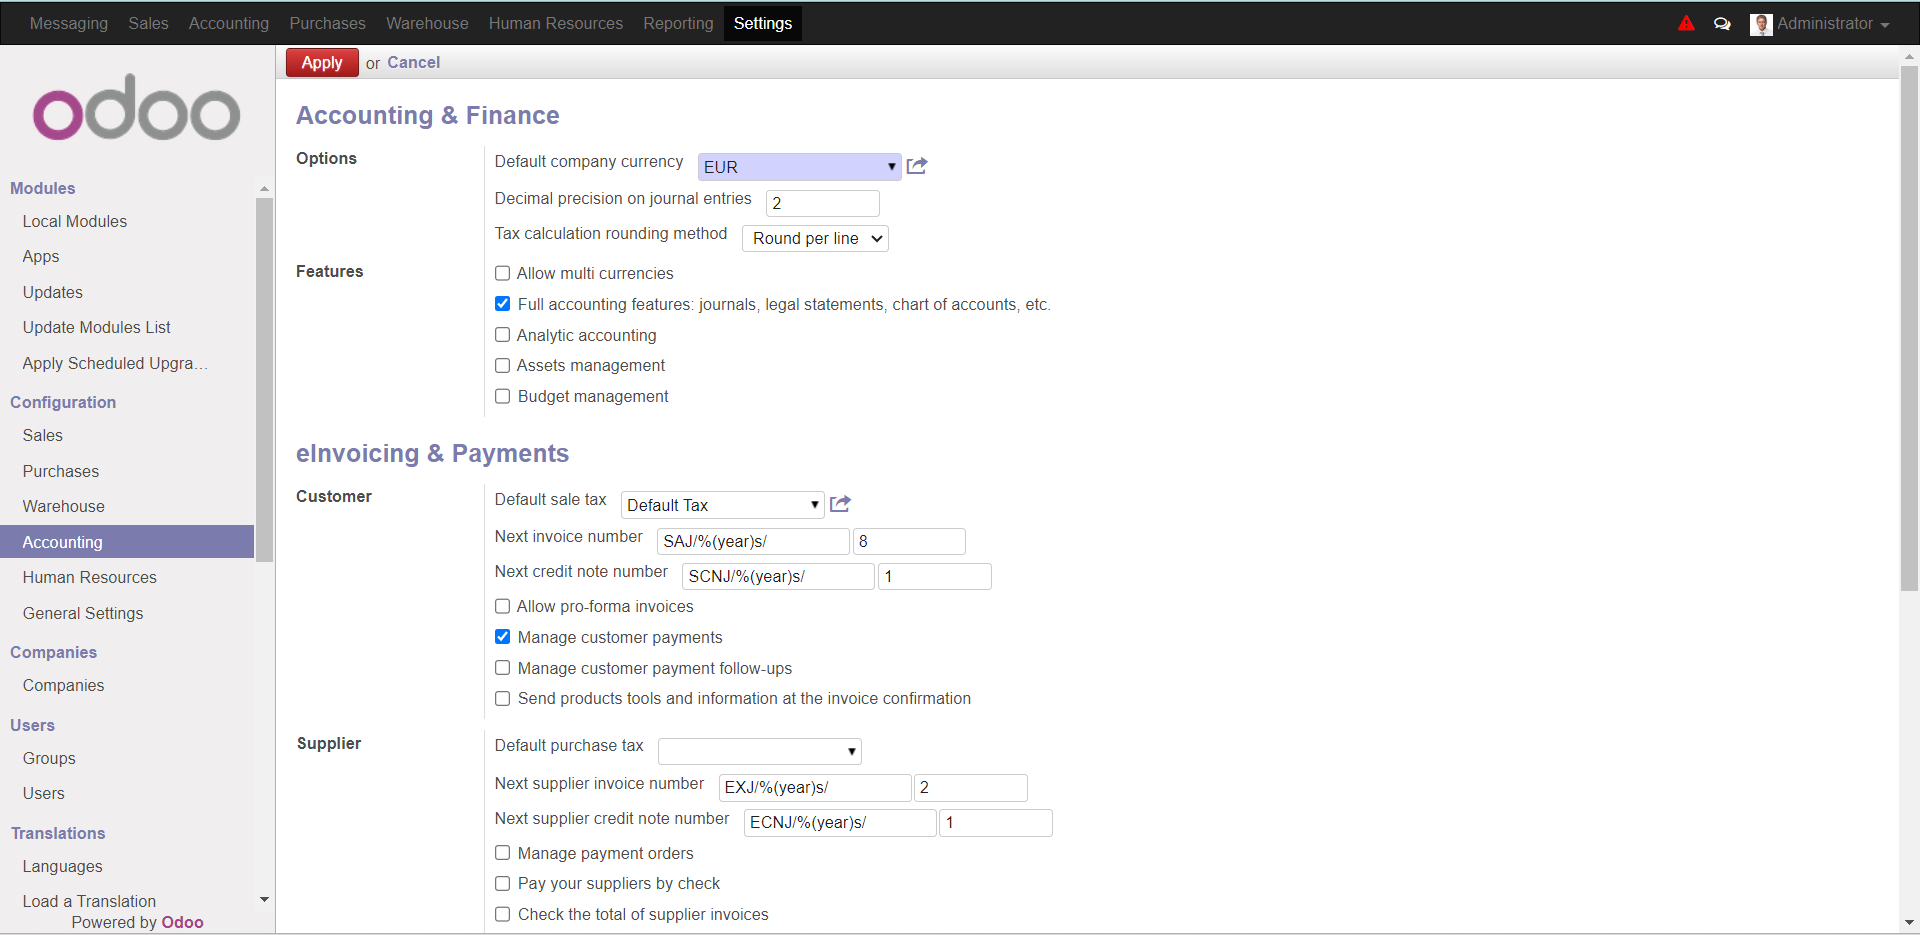 Messaging Sales Accounting Purchases Warehouse Human Resources Reporting Settings Administrator
odoo
Modules
Local Modules
Apps
Updates
Update Modules List
Apply Scheduled Upgra...
Configuration
Sales
Purchases
Warehouse
Accounting
Human Resources
General Settings
Companies
Companies
Users
Groups
Users
Translations
Languages
Load a Translation
Powered by Odoo
Apply or Cancel
Accounting & Finance
Options
Default company currency EUR
Decimal precision on journal entries 2
Tax calculation rounding method Round per line
Features
Allow multi currencies
Full accounting features: journals, legal statements, chart of accounts, etc.
Analytic accounting
Assets management
Budget management
eInvoicing & Payments
Customer
Default sale tax Default Tax
Next invoice number SAJ/%(year)s/ 8
Next credit note number SCNJ/%(year)s/ 1
Allow pro-forma invoices
Manage customer payments
Manage customer payment follow-ups
Send products tools and information at the invoice confirmation
Supplier
Default purchase tax
Next supplier invoice number EXJ/%(year)s/ 2
Next supplier credit note number ECNJ/%(year)s/ 1
Manage payment orders
Pay your suppliers by check
Check the total of supplier invoices